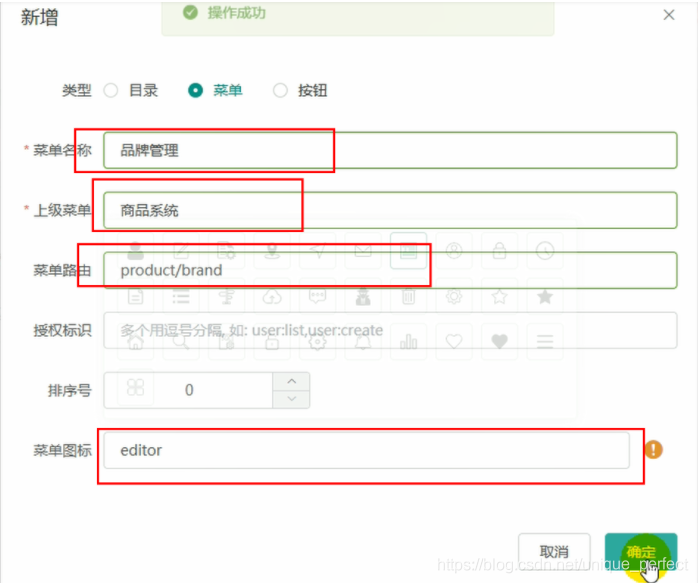 新增
操作成功
类型 目录 菜单 按钮
* 菜单名称 品牌管理
* 上级菜单 商品系统
菜单路由 product/brand
授权标识 多个用逗号分隔, 如: user:list,user:create
排序号 0
菜单图标 editor
取消 确定
https://blog.csdn.net/unique_perfect